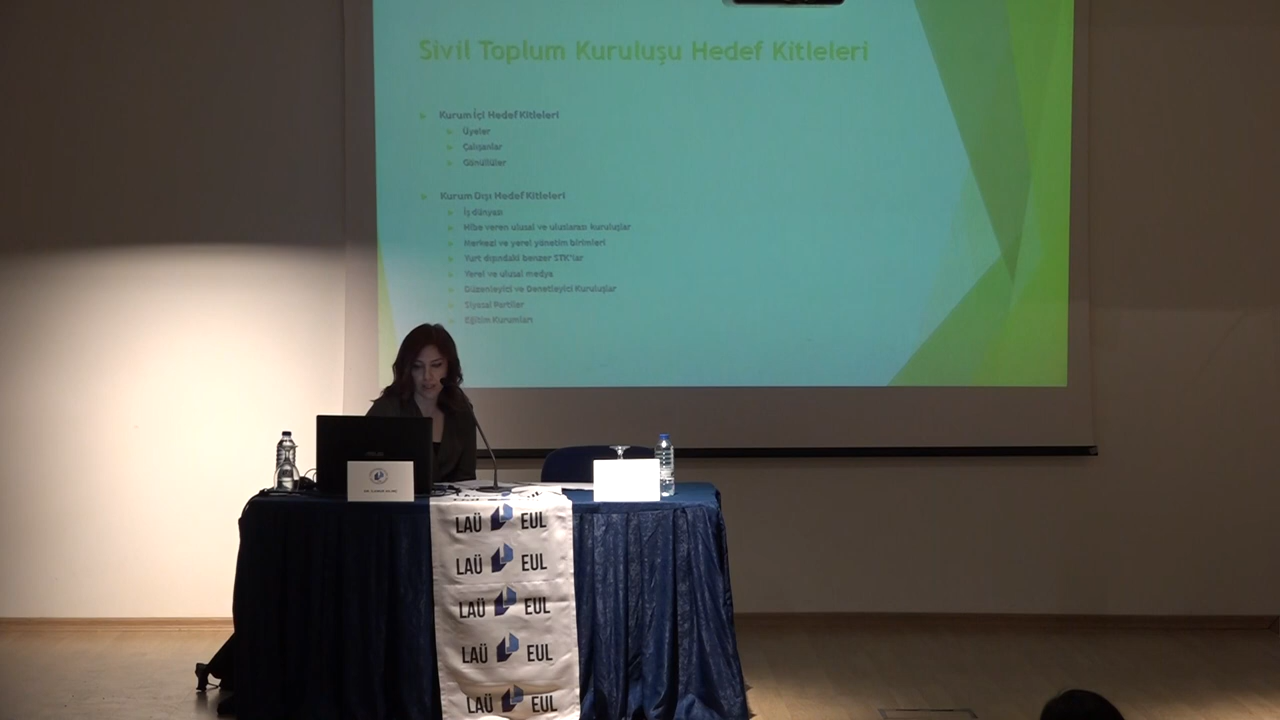 Sivil Toplum Kuruluşu Hedef Kitleleri
Kurum İçi Hedef Kitleleri
Üyeler
Çalışanlar
Gönüllüler
Kurum Dışı Hedef Kitleleri
İş dünyası
Hibe veren ulusal ve uluslarası kuruluşlar
Merkezi ve yerel yönetim birimleri
Yurt dışındaki benzer STK'lar
Yerel ve ulusal medya
Düzenleyici ve Denetleyici Kuruluşlar
Siyasal Partiler
Eğitim Kurumları
LAÜ EUL
LAÜ EUL
LAÜ EUL
LAÜ EUL
LAÜ EUL